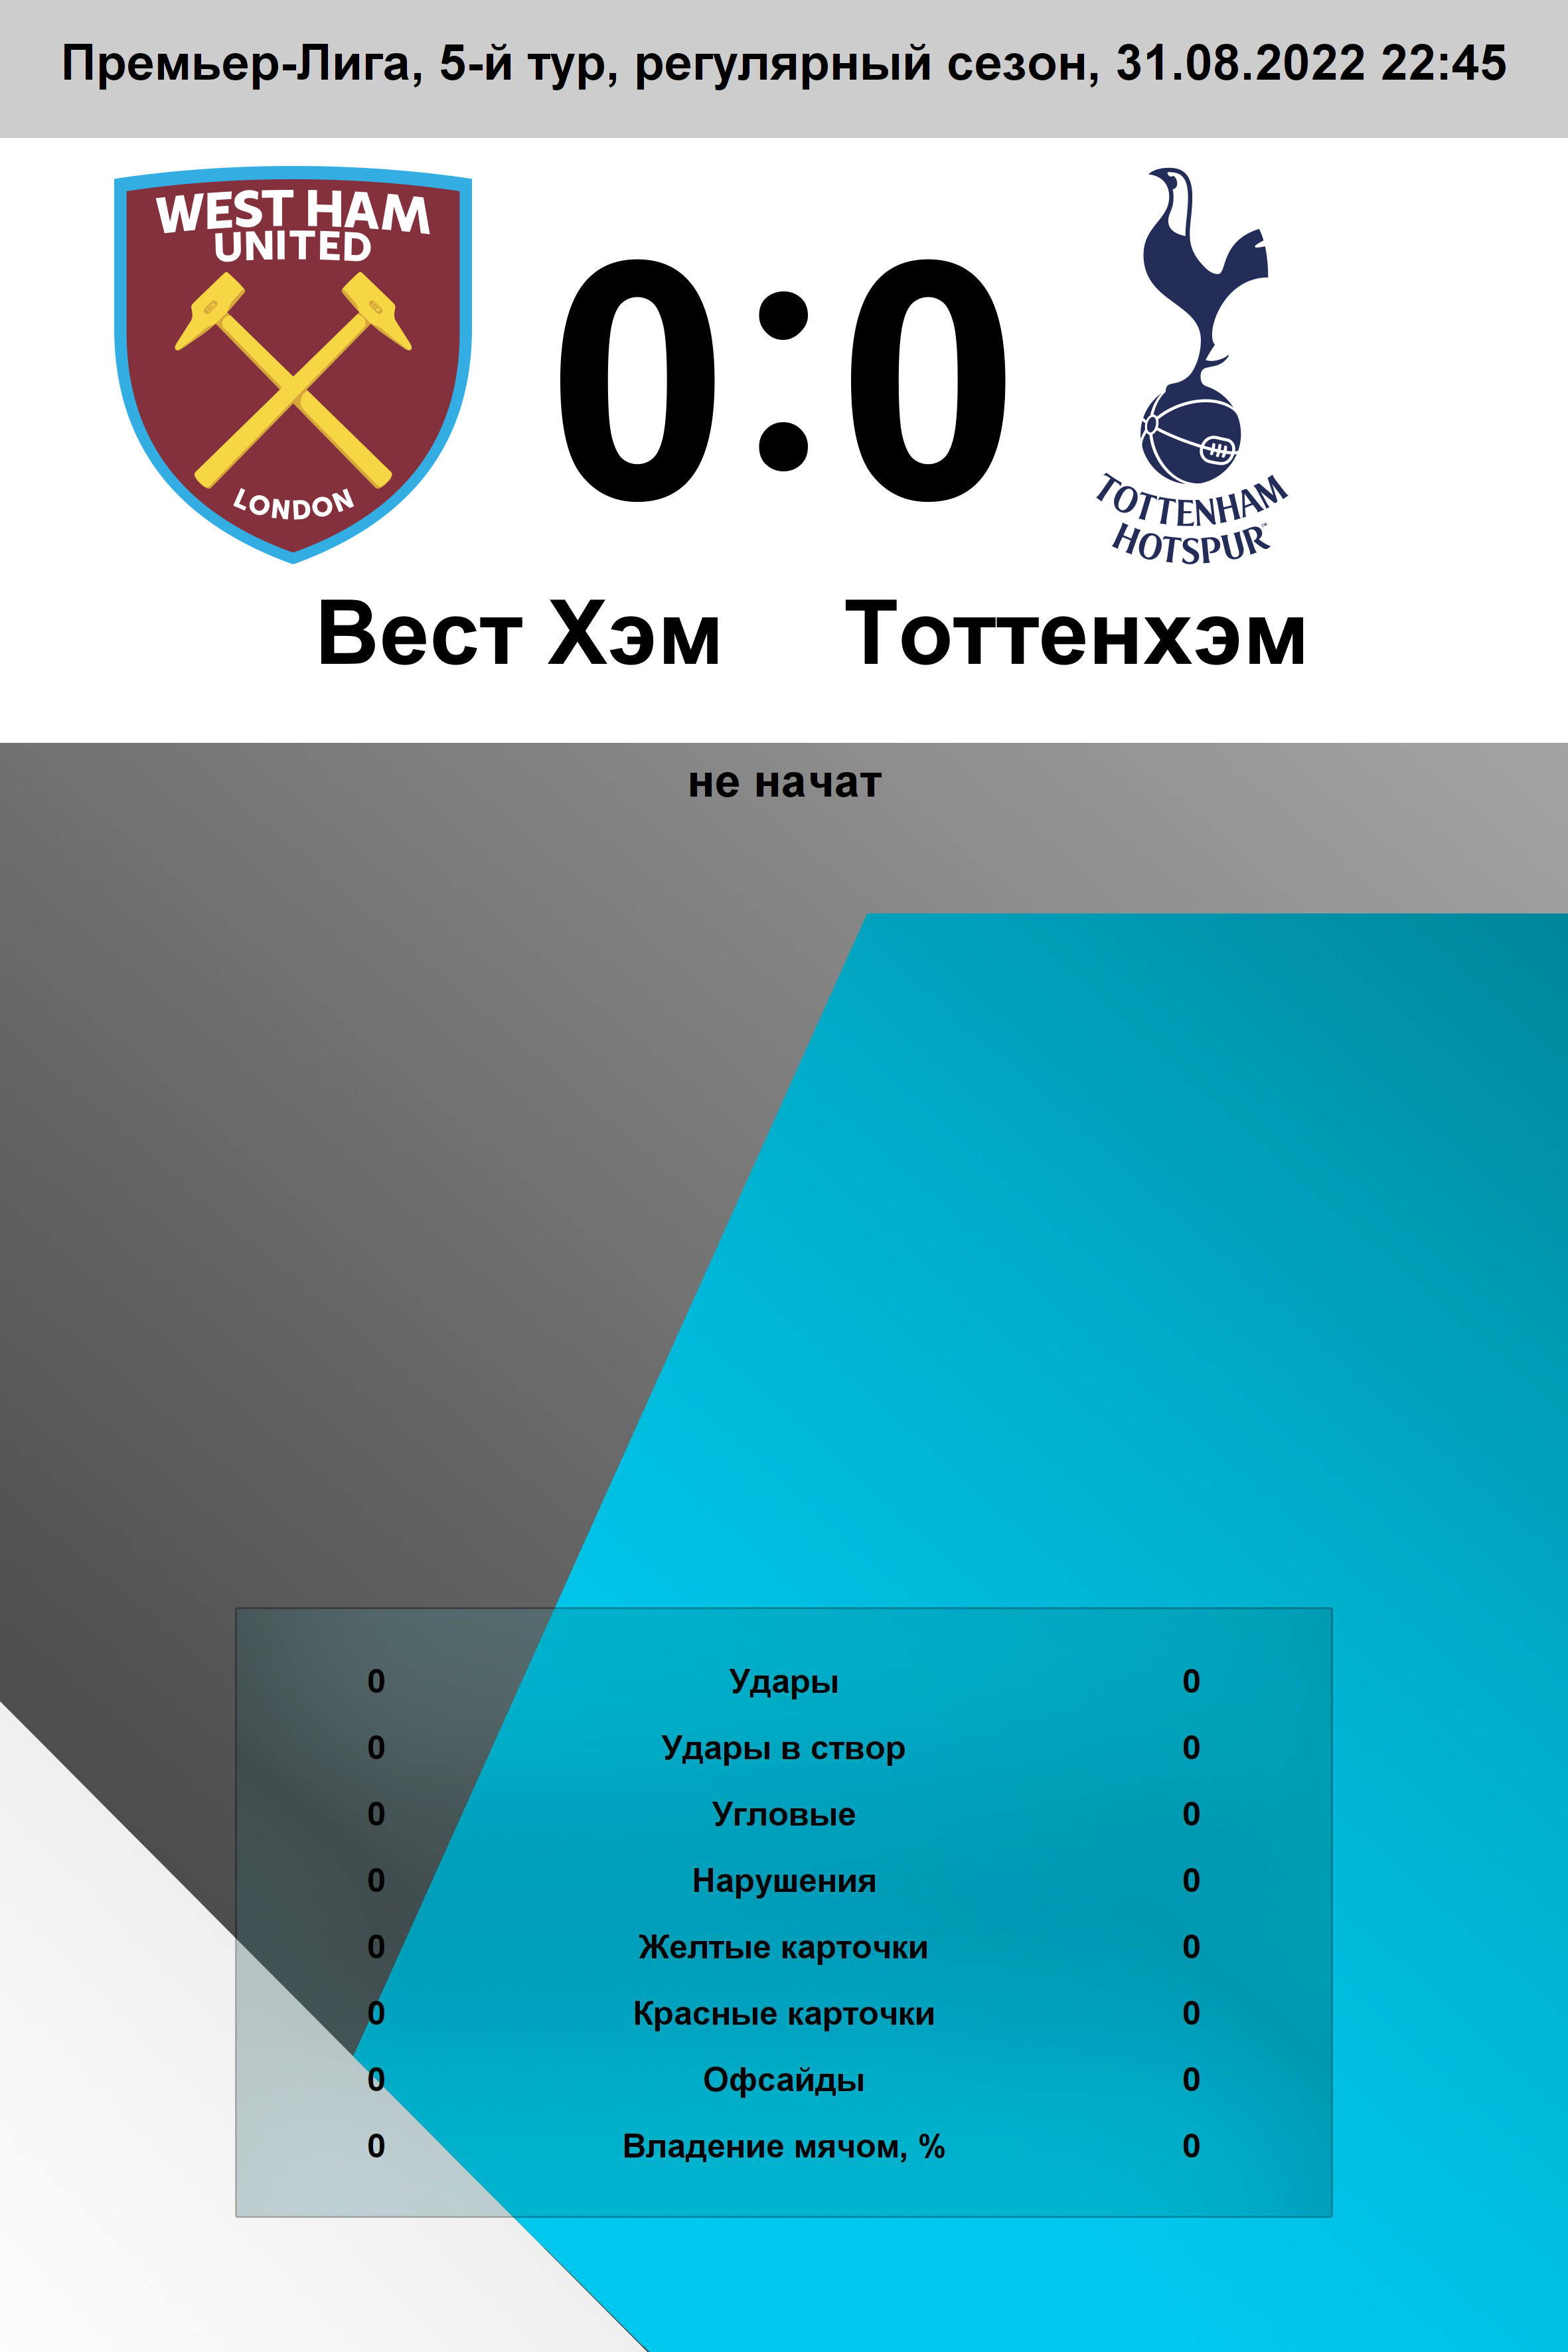 Премьер-Лига, 5-й тур, регулярный сезон, 31.08.2022 22:45
WEST HAM
UNITED
LONDON
0:0
TOTTENHAM
HOTSPUR™
Вест Хэм Тоттенхэм
не начат
0 Удары 0
0 Удары в створ 0
0 Угловые 0
0 Нарушения 0
0 Желтые карточки 0
0 Красные карточки 0
0 Офсайды 0
0 Владение мячом, % 0